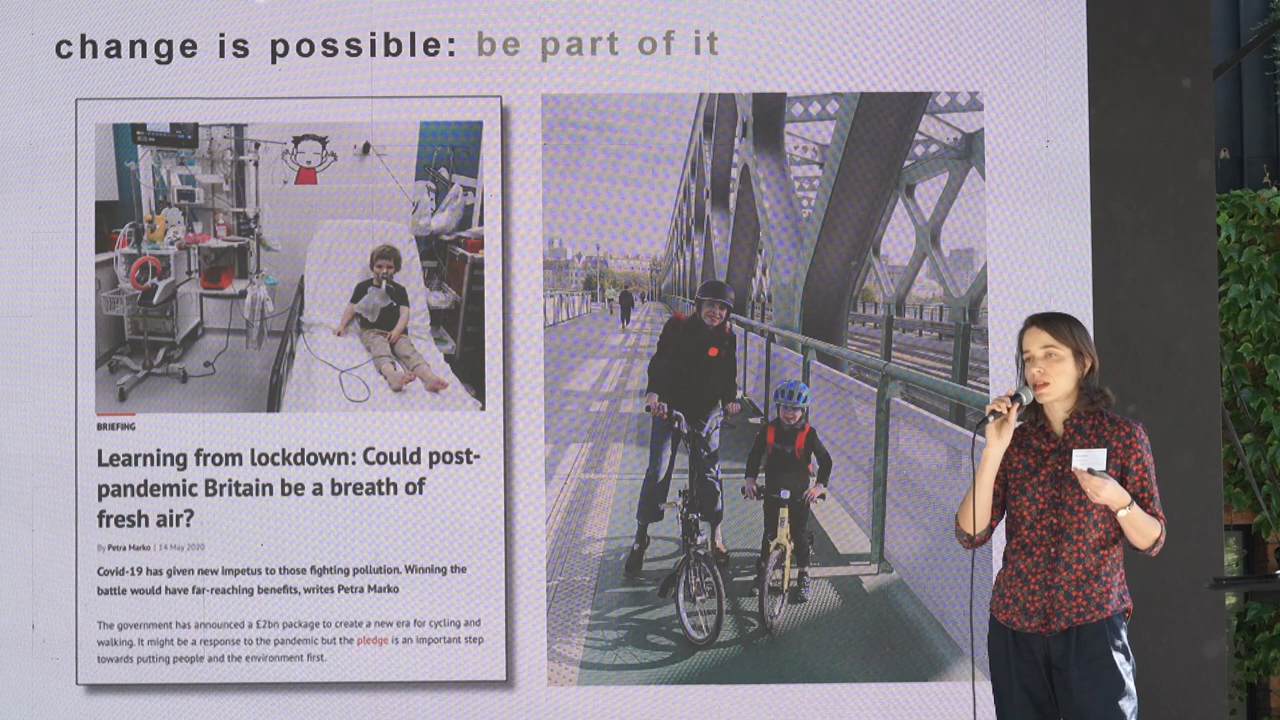 change is possible: be part of it
BRIEFING
Learning from lockdown: Could post-
pandemic Britain be a breath of
fresh air?
By Petra Marko | 14 May 2020
Covid-19 has given new impetus to those fighting pollution. Winning the
battle would have far-reaching benefits, writes Petra Marko
The government has announced a £2bn package to create a new era for cycling and
walking. It might be a response to the pandemic but the pledge is an important step
towards putting people and the environment first.